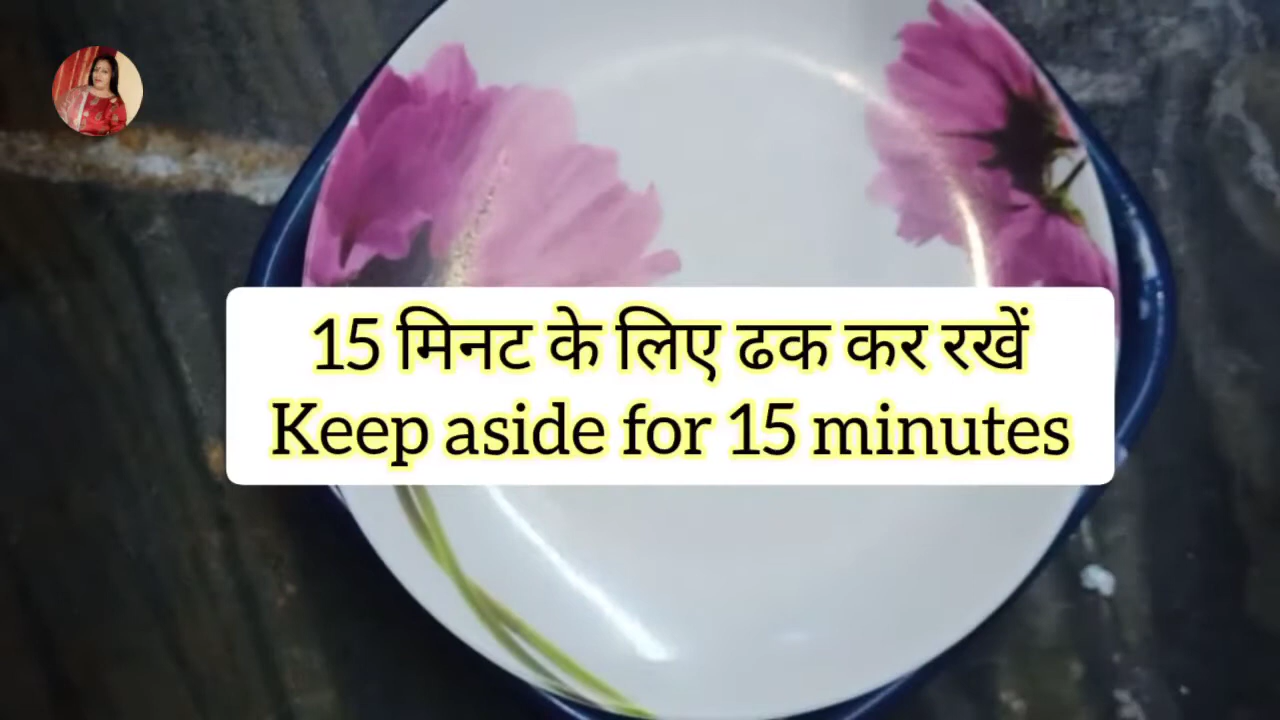 15 मिनट के लिए ढक कर रखें
Keep aside for 15 minutes